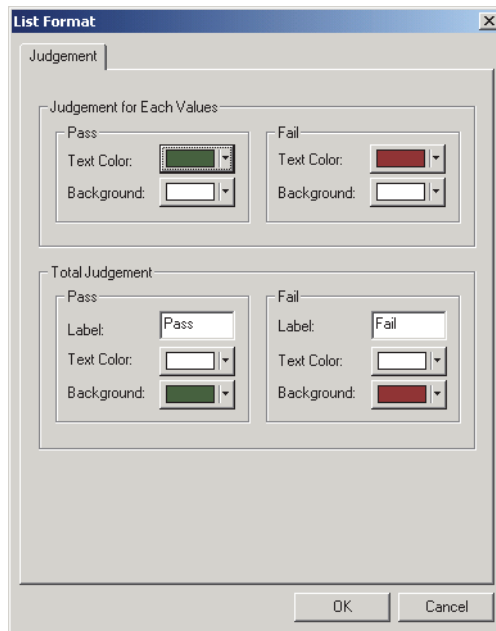 List Format
Judgement
Judgement for Each Values
Pass
Text Color:
Background:
Fail
Text Color:
Background:
Total Judgement
Pass
Label: Pass
Text Color:
Background:
Fail
Label: Fail
Text Color:
Background:
OK Cancel